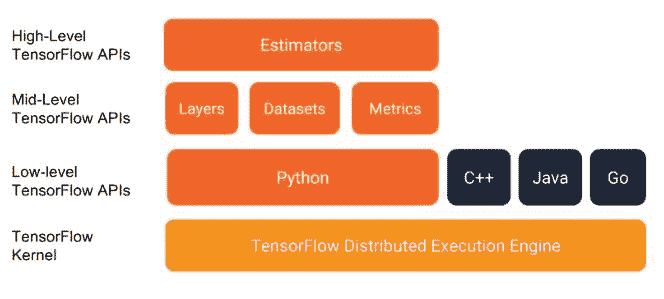 High-Level
TensorFlow APIs
Estimators
Mid-Level
TensorFlow APIs
Layers
Datasets
Metrics
Low-level
TensorFlow APIs
Python
C++
Java
Go
TensorFlow
Kernel
TensorFlow Distributed Execution Engine